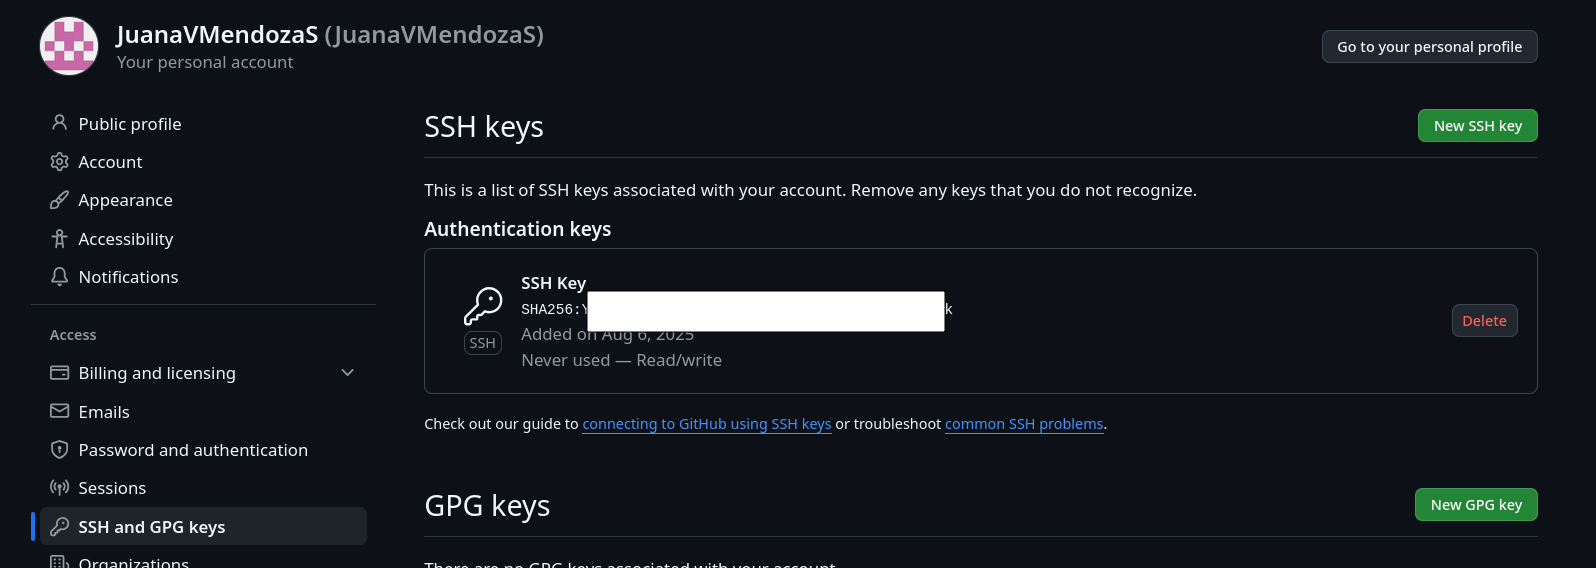 JuanaVMendozaS (JuanaVMendozaS)
Your personal account
Go to your personal profile
Public profile
Account
Appearance
Accessibility
Notifications
Access
Billing and licensing
Emails
Password and authentication
Sessions
SSH and GPG keys
Organizations
SSH keys
New SSH key
This is a list of SSH keys associated with your account. Remove any keys that you do not recognize.
Authentication keys
SSH
SSH Key
SHA256:Y k
Added on Aug 6, 2025
Never used — Read/write
Delete
Check out our guide to connecting to GitHub using SSH keys or troubleshoot common SSH problems.
GPG keys
New GPG key
There are no GPG keys associated with your account.